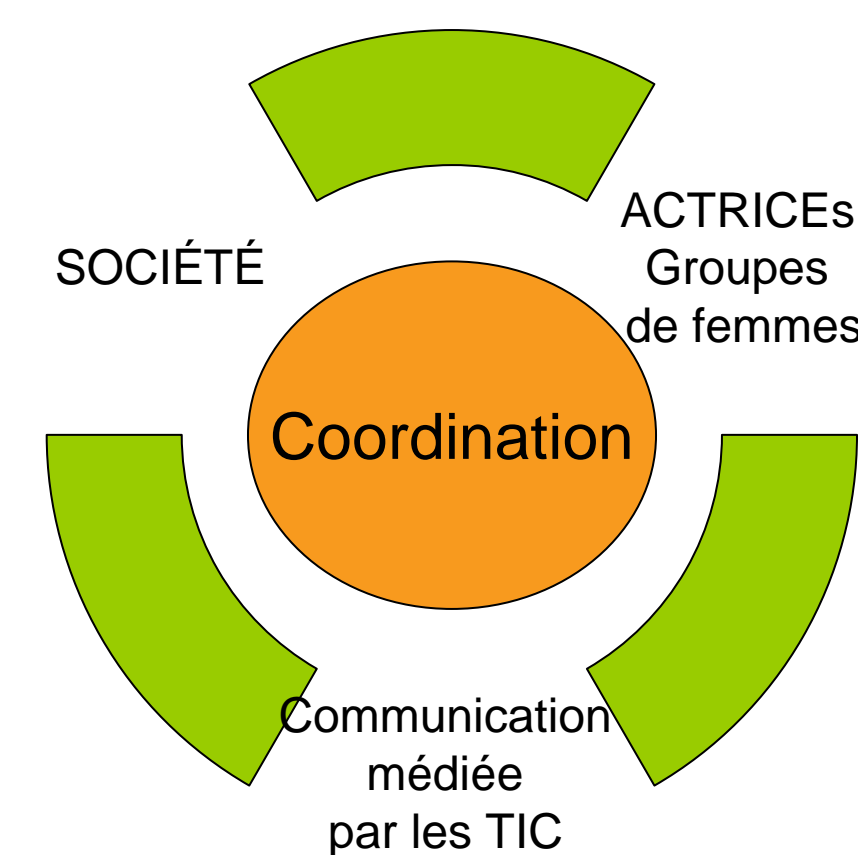 SOCIÉTÉ
ACTRICEs
Groupes
de femmes
Coordination
Communication
médiée
par les TIC